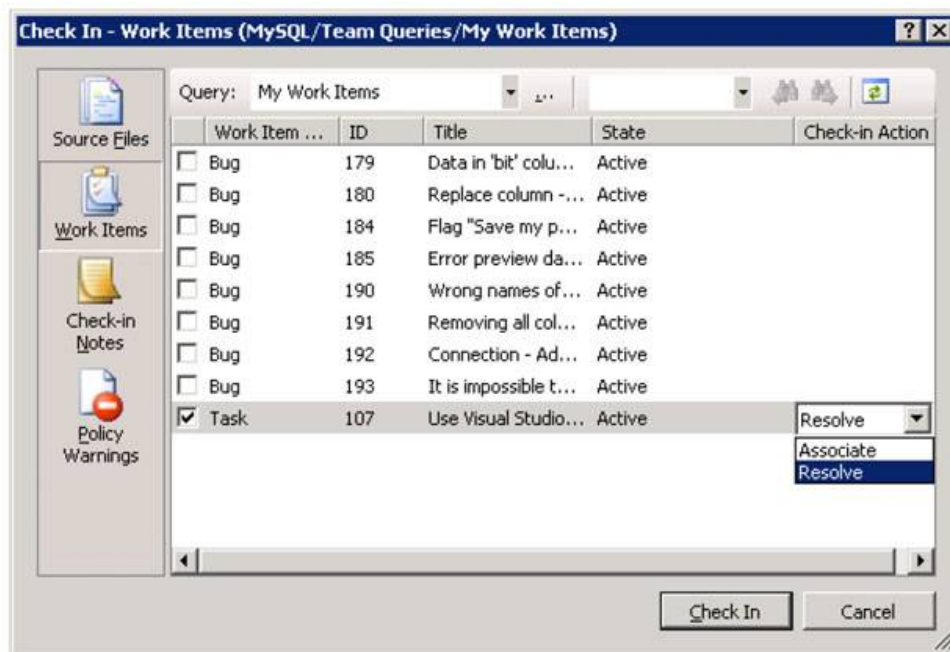 Check In - Work Items (MySQL/Team Queries/My Work Items)
Source Files
Work Items
Check-in
Notes
Policy
Warnings
Query: My Work Items ...
Work Item ... ID Title State Check-in Action
Bug 179 Data in 'bit' colu... Active
Bug 180 Replace column -... Active
Bug 184 Flag "Save my p... Active
Bug 185 Error preview da... Active
Bug 190 Wrong names of... Active
Bug 191 Removing all col... Active
Bug 192 Connection - Ad... Active
Bug 193 It is impossible t... Active
Task 107 Use Visual Studio... Active Resolve
Associate
Resolve
Check In Cancel